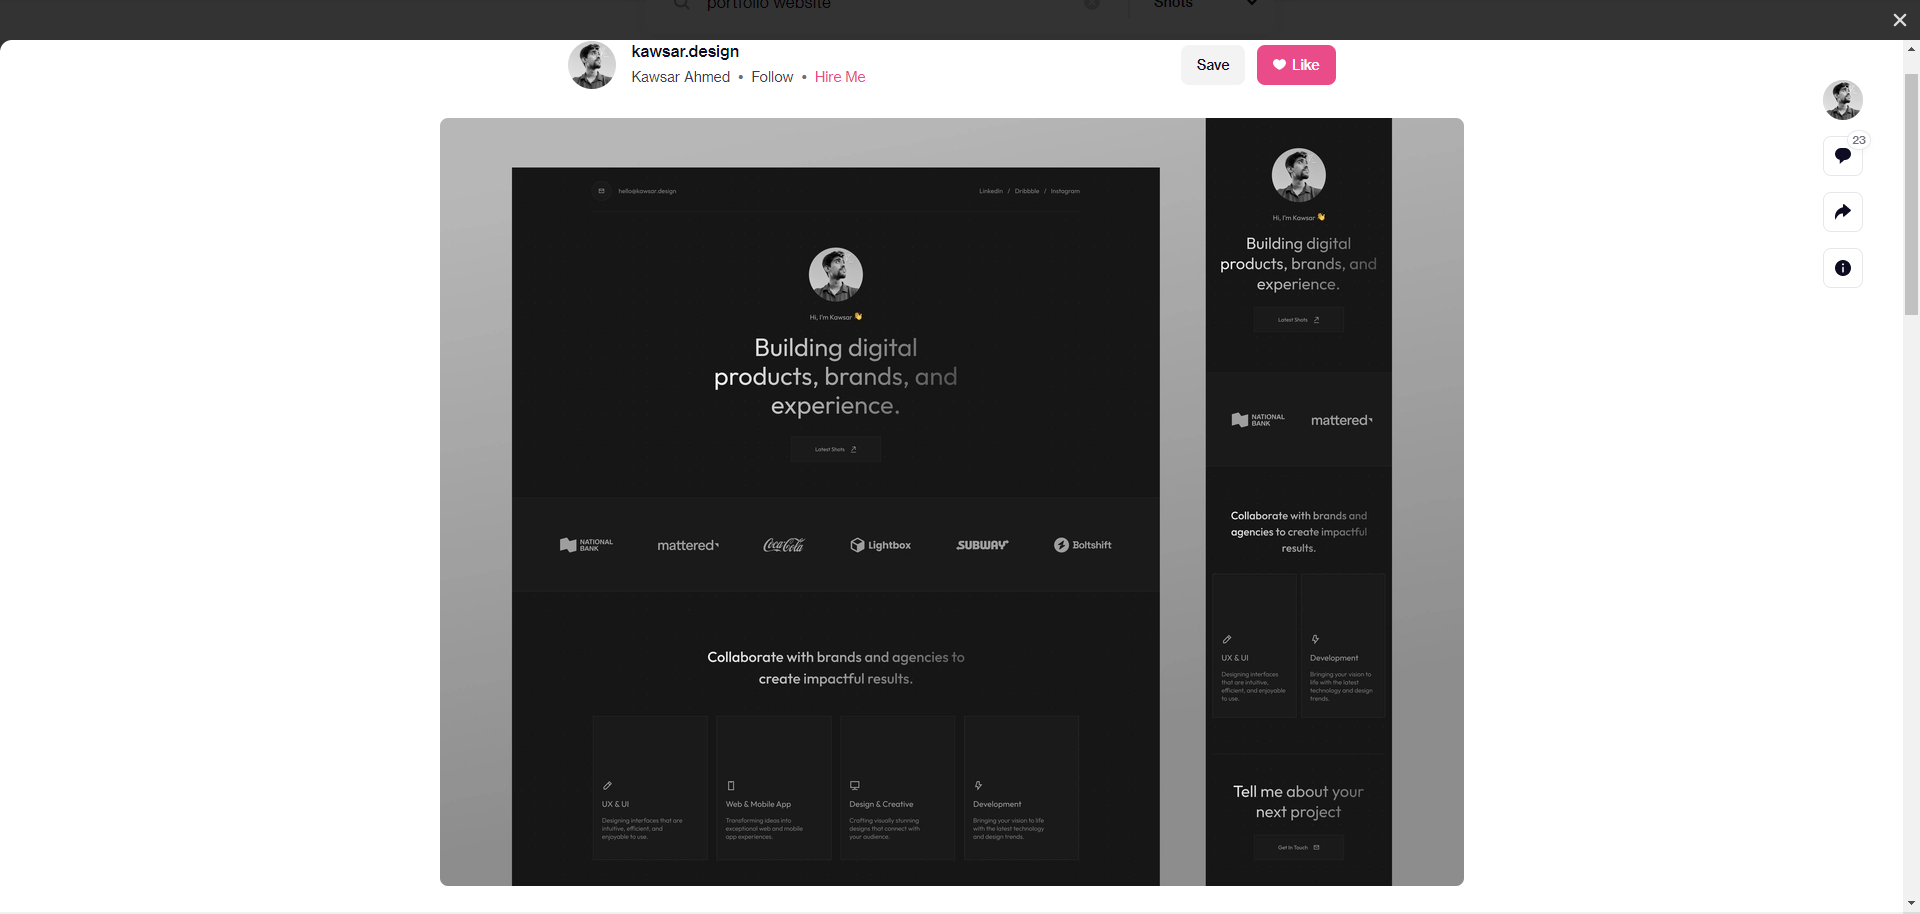 portfolio website
Shots
kawsar.design
Kawsar Ahmed • Follow • Hire Me
Save
Like
23
hello@kawsar.design
LinkedIn / Dribbble / Instagram
Hi, I'm Kawsar 👋
Building digital
products, brands, and
experience.
Latest Shots
NATIONAL
BANK
mattered
Coca-Cola
Lightbox
SUBWAY
Boltshift
Collaborate with brands and agencies to
create impactful results.
UX & UI
Designing interfaces that are
intuitive, efficient, and
enjoyable to use.
Web & Mobile App
Transforming ideas into
exceptional web and mobile
app experiences.
Design & Creative
Crafting visually stunning
designs that connect with
your audience.
Development
Bringing your vision to life
with the latest technology
and design trends.
Hi, I'm Kawsar 👋
Building digital
products, brands, and
experience.
Latest Shots
NATIONAL
BANK
mattered
Collaborate with brands and
agencies to create impactful
results.
UX & UI
Designing interfaces
that are intuitive,
efficient, and enjoyable
to use.
Development
Bringing your vision to
life with the latest
technology and design
trends.
Tell me about your
next project
Get In Touch